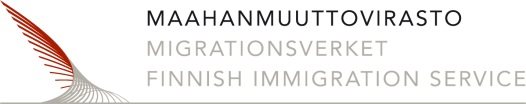 MAAHANMUUTTOVIRASTO
MIGRATIONSVERKET
FINNISH IMMIGRATION SERVICE